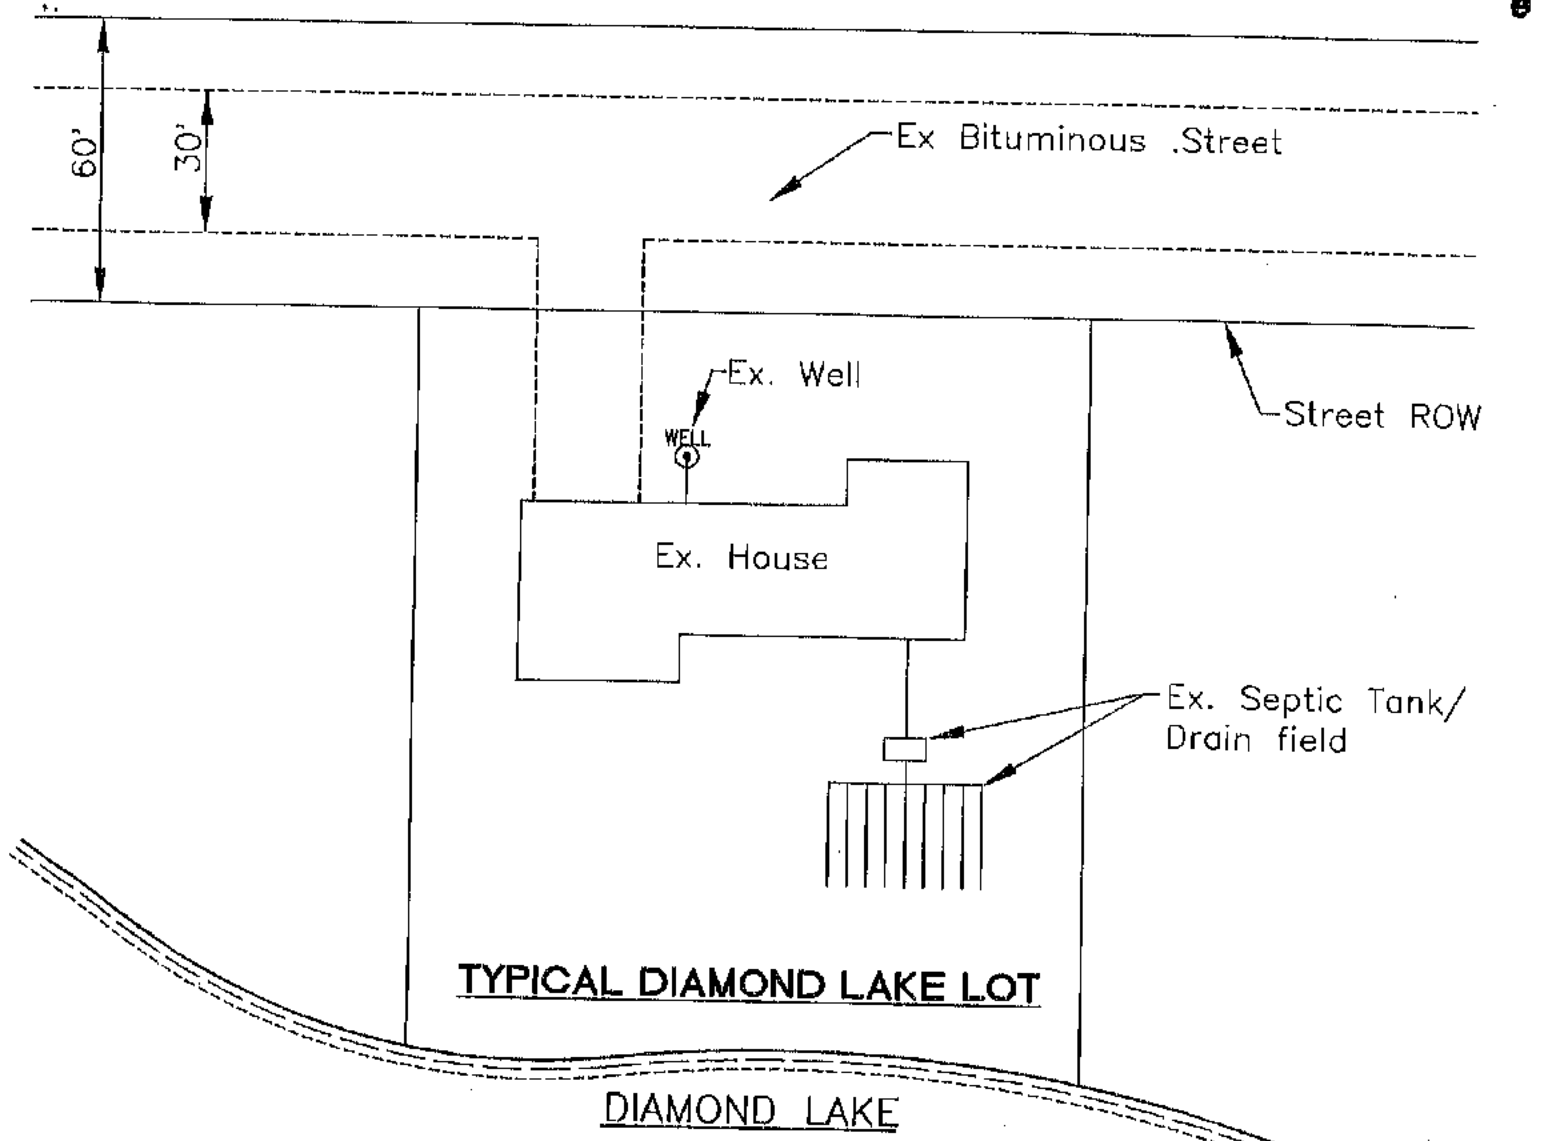 60'
30'
Ex Bituminous .Street
Ex. Well
WELL
Street ROW
Ex. House
Ex. Septic Tank/
Drain field
TYPICAL DIAMOND LAKE LOT
DIAMOND LAKE